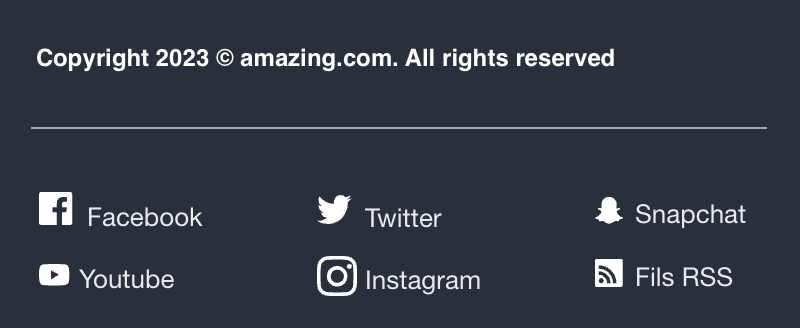 Copyright 2023 © amazing.com. All rights reserved
Facebook Twitter Snapchat
Youtube Instagram Fils RSS